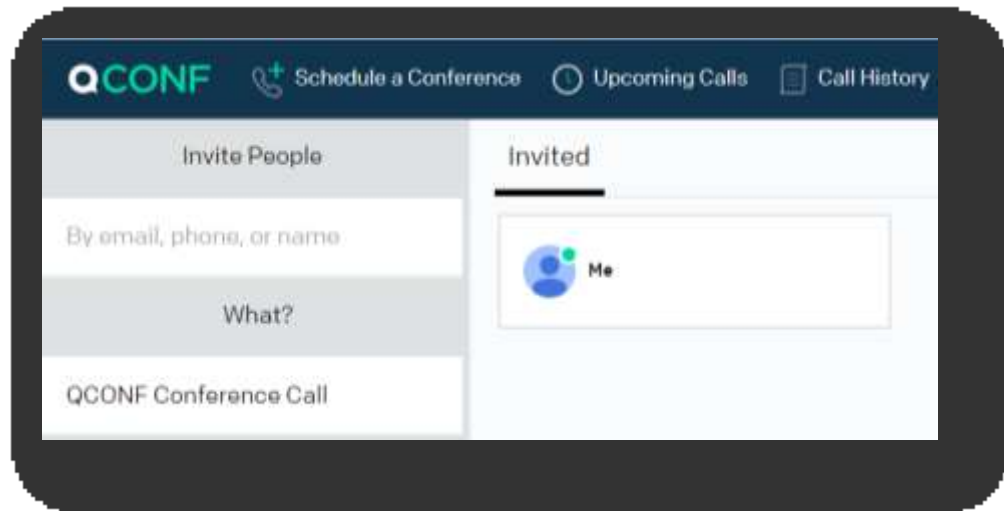 QCONF Schedule a Conference Upcoming Calls Call History
Invite People
Invited
By email, phone, or name
Me
What?
QCONF Conference Call